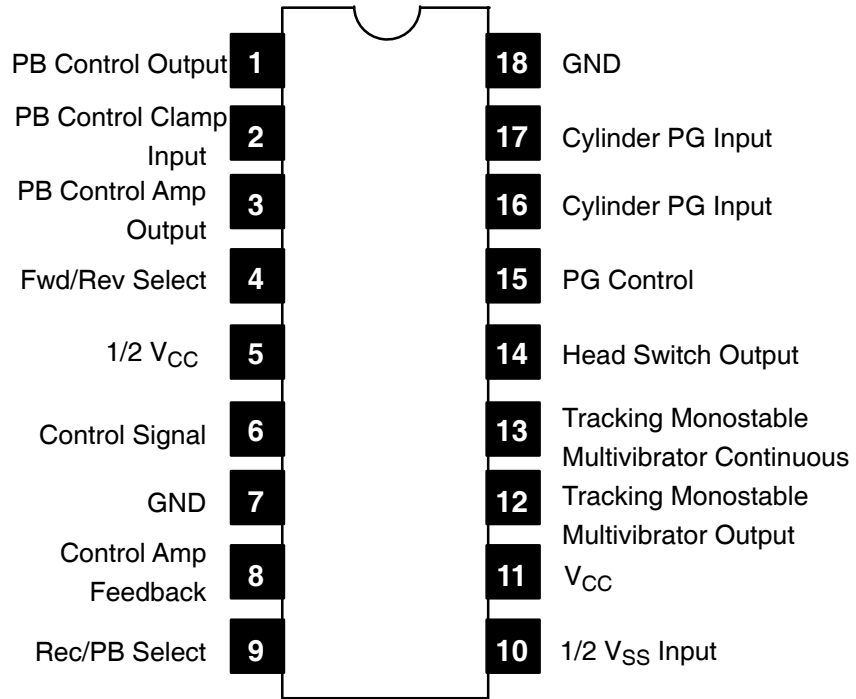 PB Control Output 1
18 GND
PB Control Clamp
Input 2
17 Cylinder PG Input
PB Control Amp
Output 3
16 Cylinder PG Input
Fwd/Rev Select 4
15 PG Control
1/2 VCC 5
14 Head Switch Output
Control Signal 6
13 Tracking Monostable
Multivibrator Continuous
GND 7
12 Tracking Monostable
Multivibrator Output
Control Amp
Feedback 8
11 VCC
Rec/PB Select 9
10 1/2 VSS Input